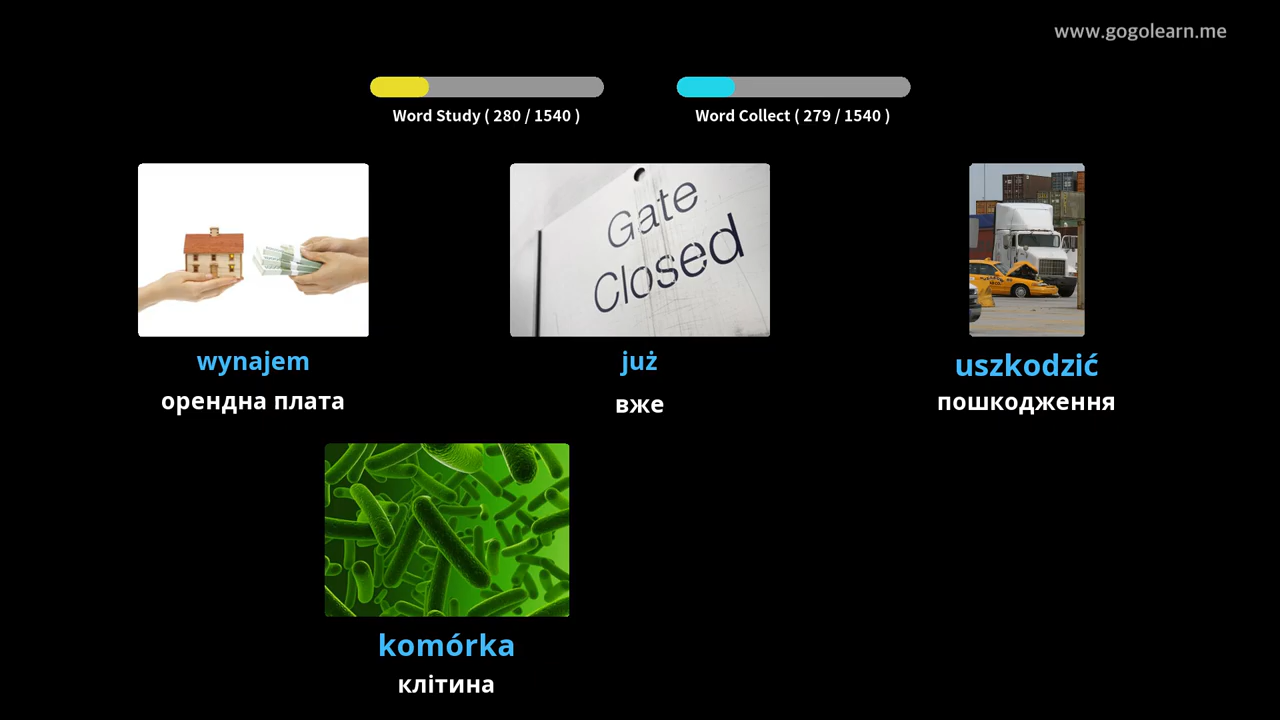 www.gogolearn.me
Word Study ( 280 / 1540 )
Word Collect ( 279 / 1540 )
Gate
Closed
wynajem
już
uszkodzić
орендна плата
вже
пошкодження
komórka
клітина